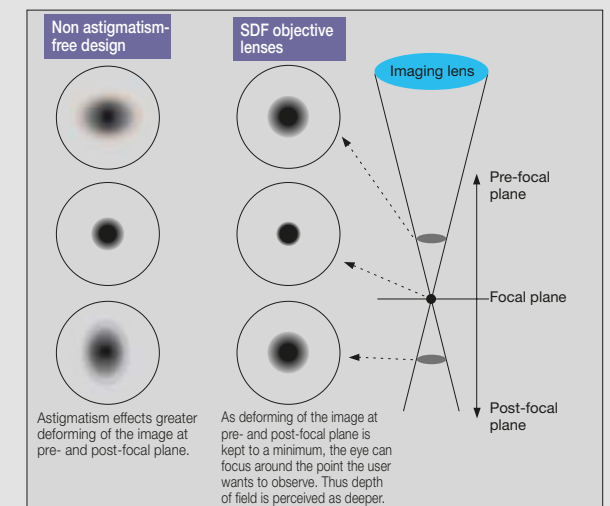 Non astigmatism-
free design
SDF objective
lenses
Imaging lens
Pre-focal
plane
Focal plane
Post-focal
plane
Astigmatism effects greater
deforming of the image at
pre- and post-focal plane.
As deforming of the image at
pre- and post-focal plane is
kept to a minimum, the eye can
focus around the point the user
wants to observe. Thus depth
of field is perceived as deeper.